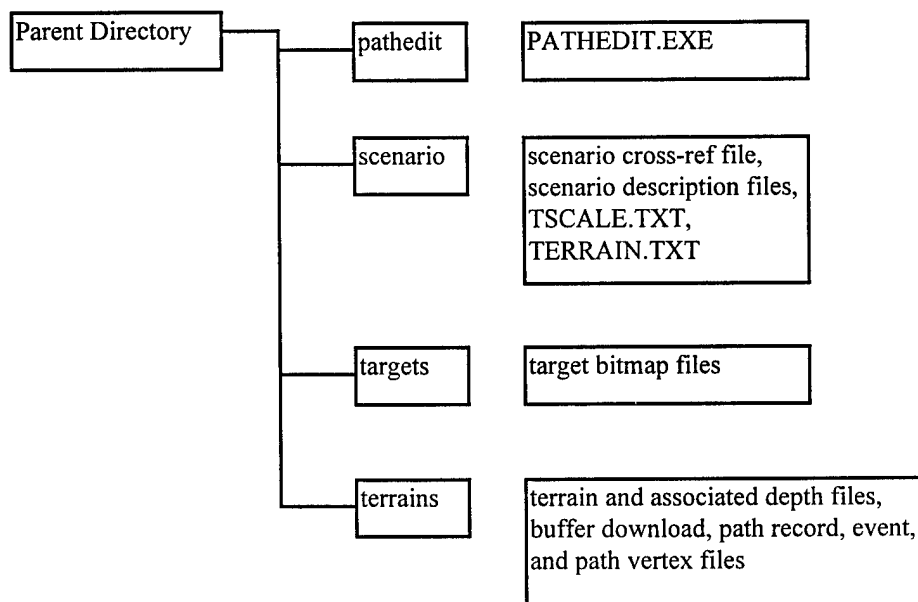 Parent Directory
pathedit
PATHEDIT.EXE
scenario
scenario cross-ref file,
scenario description files,
TSCALE.TXT,
TERRAIN.TXT
targets
target bitmap files
terrains
terrain and associated depth files,
buffer download, path record, event,
and path vertex files